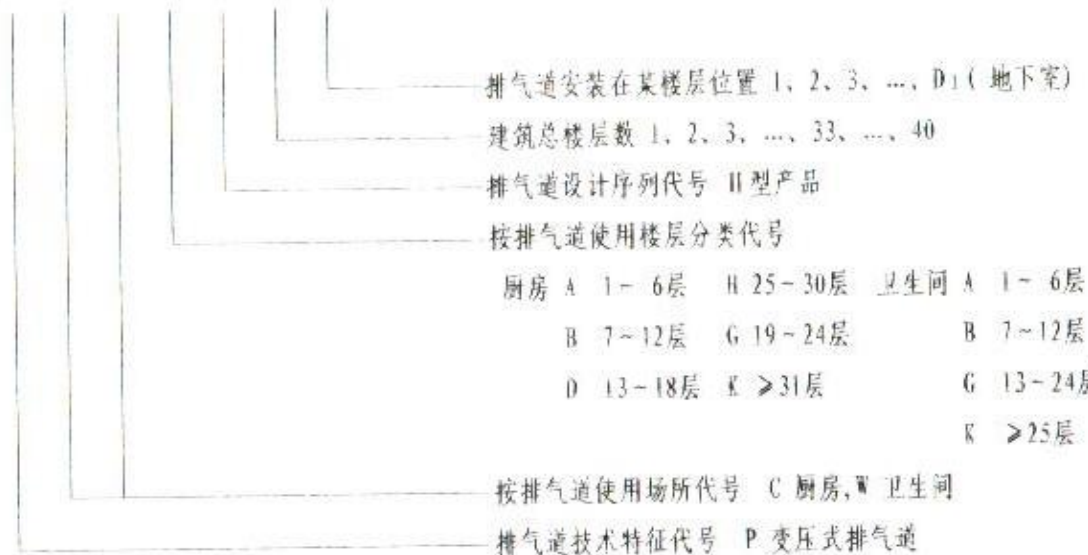 排气道安装在某楼层位置 1、2、3、…、D1(地下室)
建筑总楼层数 1、2、3、…、33、…、40
排气道设计序列代号 H型产品
按排气道使用楼层分类代号
厨房 A 1~6层 H 25~30层 卫生间 A 1~6层
B 7~12层 G 19~24层 B 7~12层
D 13~18层 K ≥31层 G 13~24层
K ≥25层
按排气道使用场所代号 C 厨房,W 卫生间
排气道技术特征代号 P 变压式排气道